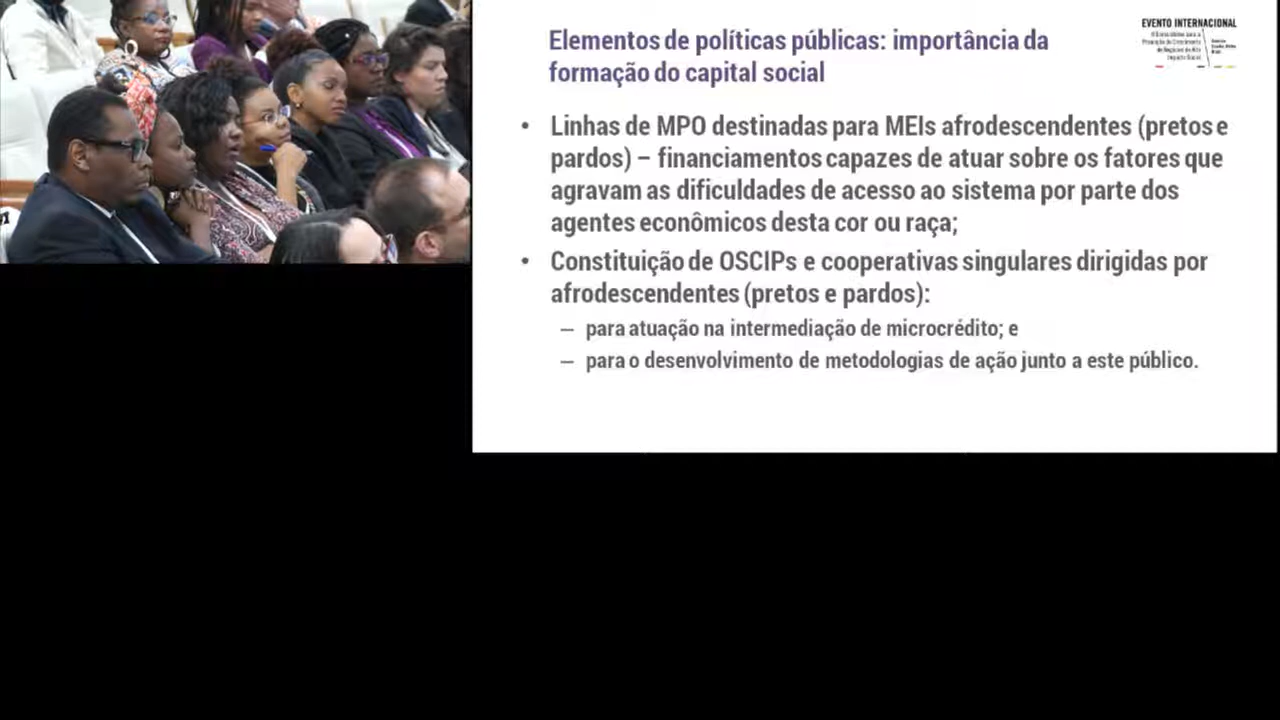 Elementos de políticas públicas: importância da
formação do capital social
EVENTO INTERNACIONAL
• Linhas de MPO destinadas para MEIs afrodescendentes (pretos e
pardos) – financiamentos capazes de atuar sobre os fatores que
agravam as dificuldades de acesso ao sistema por parte dos
agentes econômicos desta cor ou raça;
• Constituição de OSCIPs e cooperativas singulares dirigidas por
afrodescendentes (pretos e pardos):
– para atuação na intermediação de microcrédito; e
– para o desenvolvimento de metodologias de ação junto a este público.